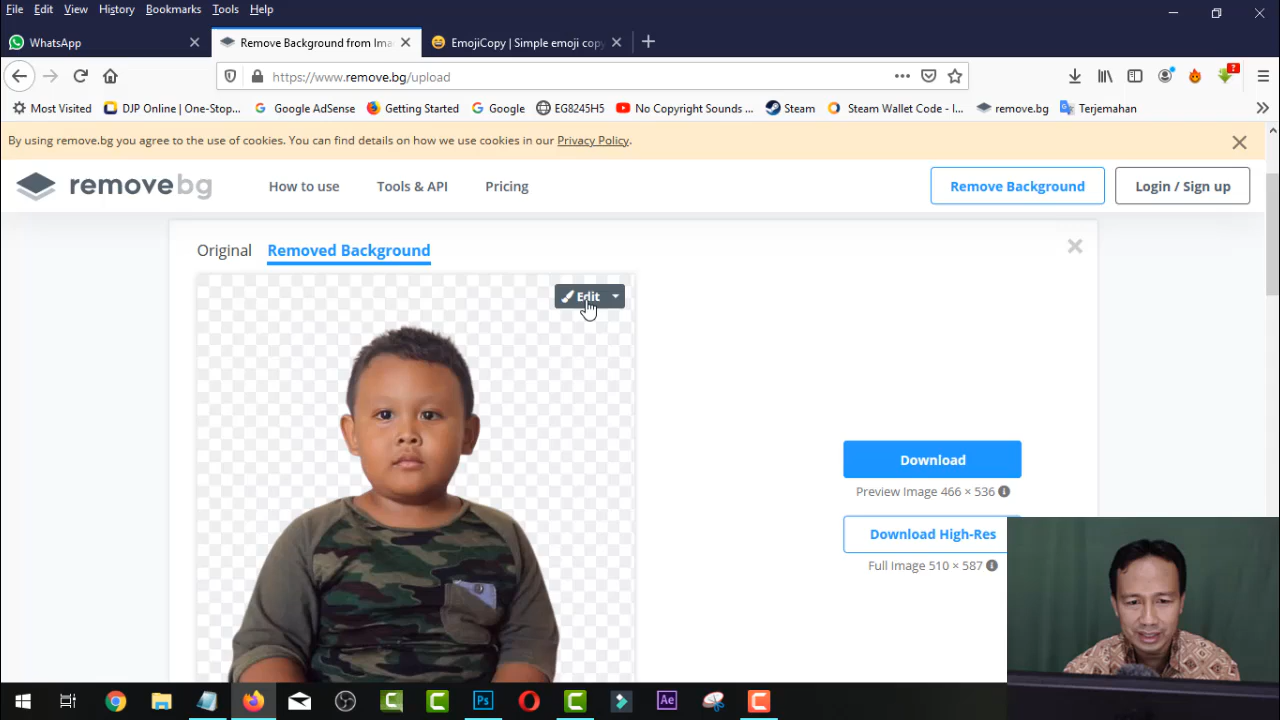 File Edit View History Bookmarks Tools Help
WhatsApp
Remove Background from Ima
EmojiCopy | Simple emoji copy
https://www.remove.bg/upload
?
Most Visited
DJP Online | One-Stop...
Google AdSense
Getting Started
Google
EG8245H5
No Copyright Sounds ...
Steam
Steam Wallet Code - I...
remove.bg
Terjemahan
By using remove.bg you agree to the use of cookies. You can find details on how we use cookies in our Privacy Policy.
removebg
How to use
Tools & API
Pricing
Remove Background
Login / Sign up
Original
Removed Background
Edit
Download
Preview Image 466 × 536
Download High-Res
Full Image 510 × 587
Ps
Ae